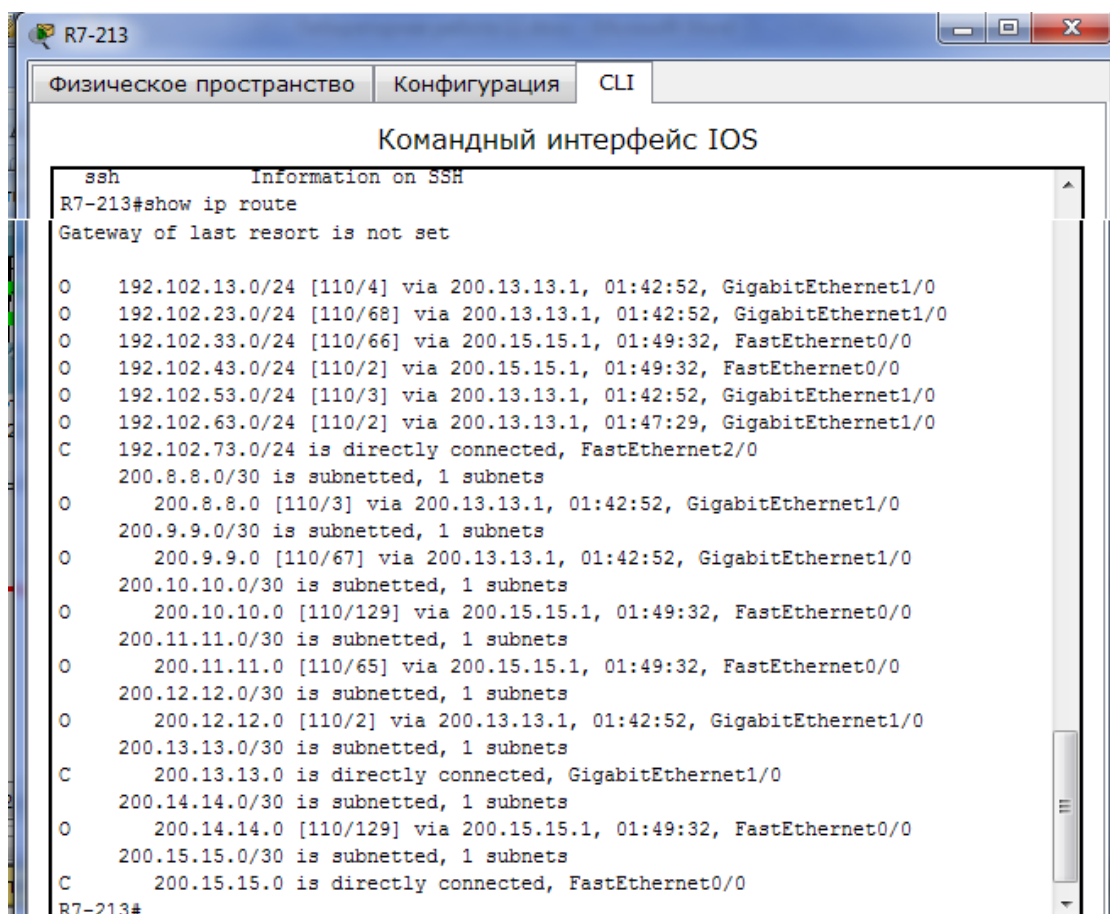 R7-213
Физическое пространство Конфигурация CLI
Командный интерфейс IOS
ssh Information on SSH
R7-213#show ip route
Gateway of last resort is not set
O 192.102.13.0/24 [110/4] via 200.13.13.1, 01:42:52, GigabitEthernet1/0
O 192.102.23.0/24 [110/68] via 200.13.13.1, 01:42:52, GigabitEthernet1/0
O 192.102.33.0/24 [110/66] via 200.15.15.1, 01:49:32, FastEthernet0/0
O 192.102.43.0/24 [110/2] via 200.15.15.1, 01:49:32, FastEthernet0/0
O 192.102.53.0/24 [110/3] via 200.13.13.1, 01:42:52, GigabitEthernet1/0
O 192.102.63.0/24 [110/2] via 200.13.13.1, 01:47:29, GigabitEthernet1/0
C 192.102.73.0/24 is directly connected, FastEthernet2/0
200.8.8.0/30 is subnetted, 1 subnets
O 200.8.8.0 [110/3] via 200.13.13.1, 01:42:52, GigabitEthernet1/0
200.9.9.0/30 is subnetted, 1 subnets
O 200.9.9.0 [110/67] via 200.13.13.1, 01:42:52, GigabitEthernet1/0
200.10.10.0/30 is subnetted, 1 subnets
O 200.10.10.0 [110/129] via 200.15.15.1, 01:49:32, FastEthernet0/0
200.11.11.0/30 is subnetted, 1 subnets
O 200.11.11.0 [110/65] via 200.15.15.1, 01:49:32, FastEthernet0/0
200.12.12.0/30 is subnetted, 1 subnets
O 200.12.12.0 [110/2] via 200.13.13.1, 01:42:52, GigabitEthernet1/0
200.13.13.0/30 is subnetted, 1 subnets
C 200.13.13.0 is directly connected, GigabitEthernet1/0
200.14.14.0/30 is subnetted, 1 subnets
O 200.14.14.0 [110/129] via 200.15.15.1, 01:49:32, FastEthernet0/0
200.15.15.0/30 is subnetted, 1 subnets
C 200.15.15.0 is directly connected, FastEthernet0/0
R7-213#